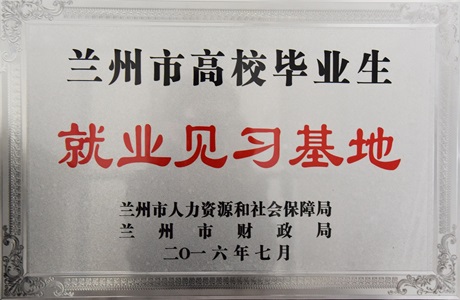 兰州市高校毕业生
就业见习基地
兰州市人力资源和社会保障局
兰州市财政局
二〇一六年七月